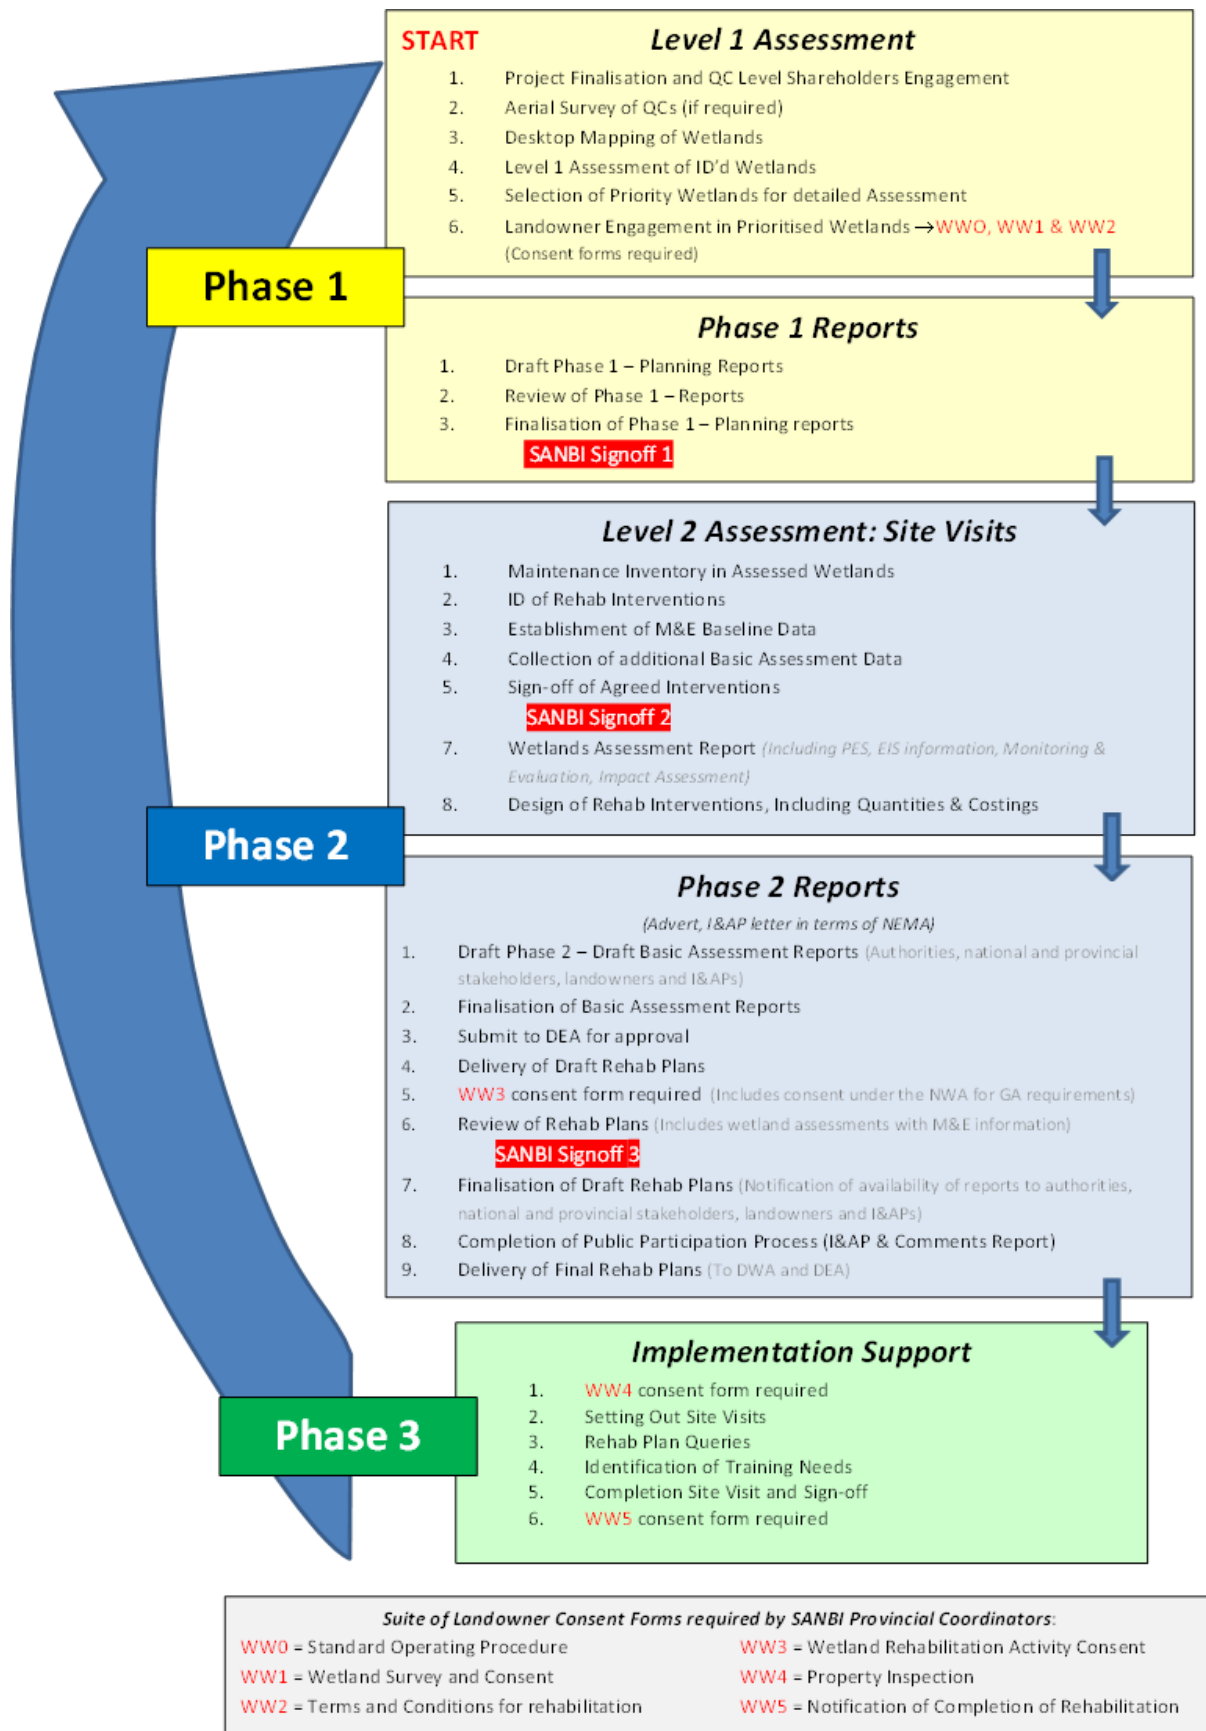 START
Level 1 Assessment
1. Project Finalisation and QC Level Shareholders Engagement
2. Aerial Survey of QCs (if required)
3. Desktop Mapping of Wetlands
4. Level 1 Assessment of ID'd Wetlands
5. Selection of Priority Wetlands for detailed Assessment
6. Landowner Engagement in Prioritised Wetlands →WWO, WW1 & WW2
(Consent forms required)
Phase 1
Phase 1 Reports
1. Draft Phase 1 – Planning Reports
2. Review of Phase 1 – Reports
3. Finalisation of Phase 1 – Planning reports
SANBI Signoff 1
Level 2 Assessment: Site Visits
1. Maintenance Inventory in Assessed Wetlands
2. ID of Rehab Interventions
3. Establishment of M&E Baseline Data
4. Collection of additional Basic Assessment Data
5. Sign-off of Agreed Interventions
SANBI Signoff 2
7. Wetlands Assessment Report (Including PES, EIS information, Monitoring &
Evaluation, Impact Assessment)
8. Design of Rehab Interventions, Including Quantities & Costings
Phase 2
Phase 2 Reports
(Advert, I&AP letter in terms of NEMA)
1. Draft Phase 2 – Draft Basic Assessment Reports (Authorities, national and provincial
stakeholders, landowners and I&APs)
2. Finalisation of Basic Assessment Reports
3. Submit to DEA for approval
4. Delivery of Draft Rehab Plans
5. WW3 consent form required (Includes consent under the NWA for GA requirements)
6. Review of Rehab Plans (Includes wetland assessments with M&E information)
SANBI Signoff 3
7. Finalisation of Draft Rehab Plans (Notification of availability of reports to authorities,
national and provincial stakeholders, landowners and I&APs)
8. Completion of Public Participation Process (I&AP & Comments Report)
9. Delivery of Final Rehab Plans (To DWA and DEA)
Phase 3
Implementation Support
1. WW4 consent form required
2. Setting Out Site Visits
3. Rehab Plan Queries
4. Identification of Training Needs
5. Completion Site Visit and Sign-off
6. WW5 consent form required
Suite of Landowner Consent Forms required by SANBI Provincial Coordinators:
WW0 = Standard Operating Procedure
WW1 = Wetland Survey and Consent
WW2 = Terms and Conditions for rehabilitation
WW3 = Wetland Rehabilitation Activity Consent
WW4 = Property Inspection
WW5 = Notification of Completion of Rehabilitation